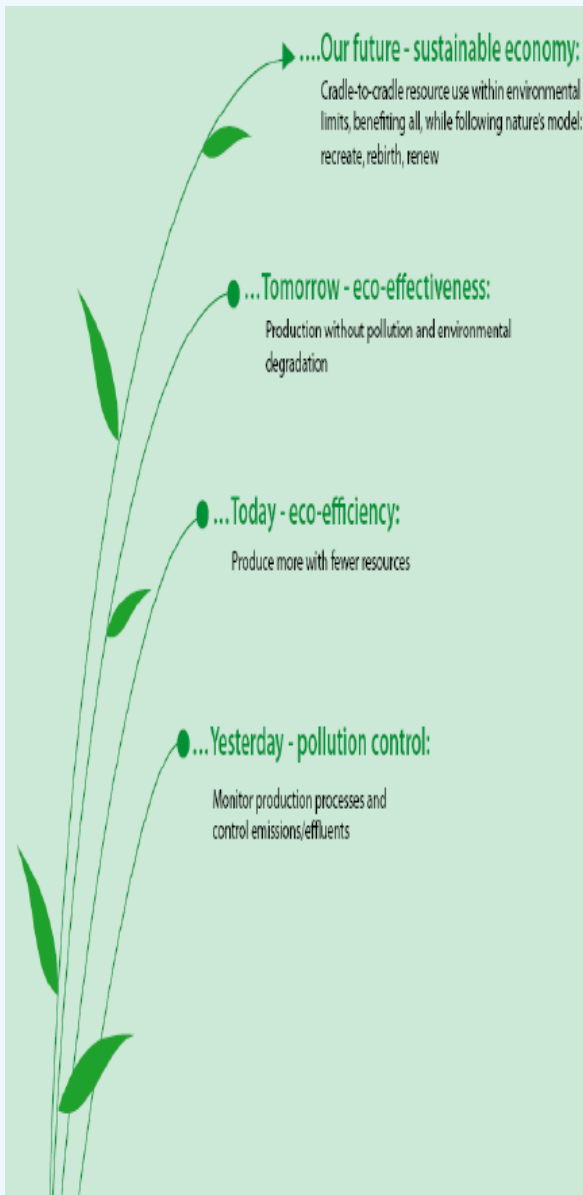 ....Our future - sustainable economy:
Cradle-to-cradle resource use within environmental
limits, benefiting all, while following nature's model:
recreate, rebirth, renew
...Tomorrow - eco-effectiveness:
Production without pollution and environmental
degradation
...Today - eco-efficiency:
Produce more with fewer resources
...Yesterday - pollution control:
Monitor production processes and
control emissions/effluents